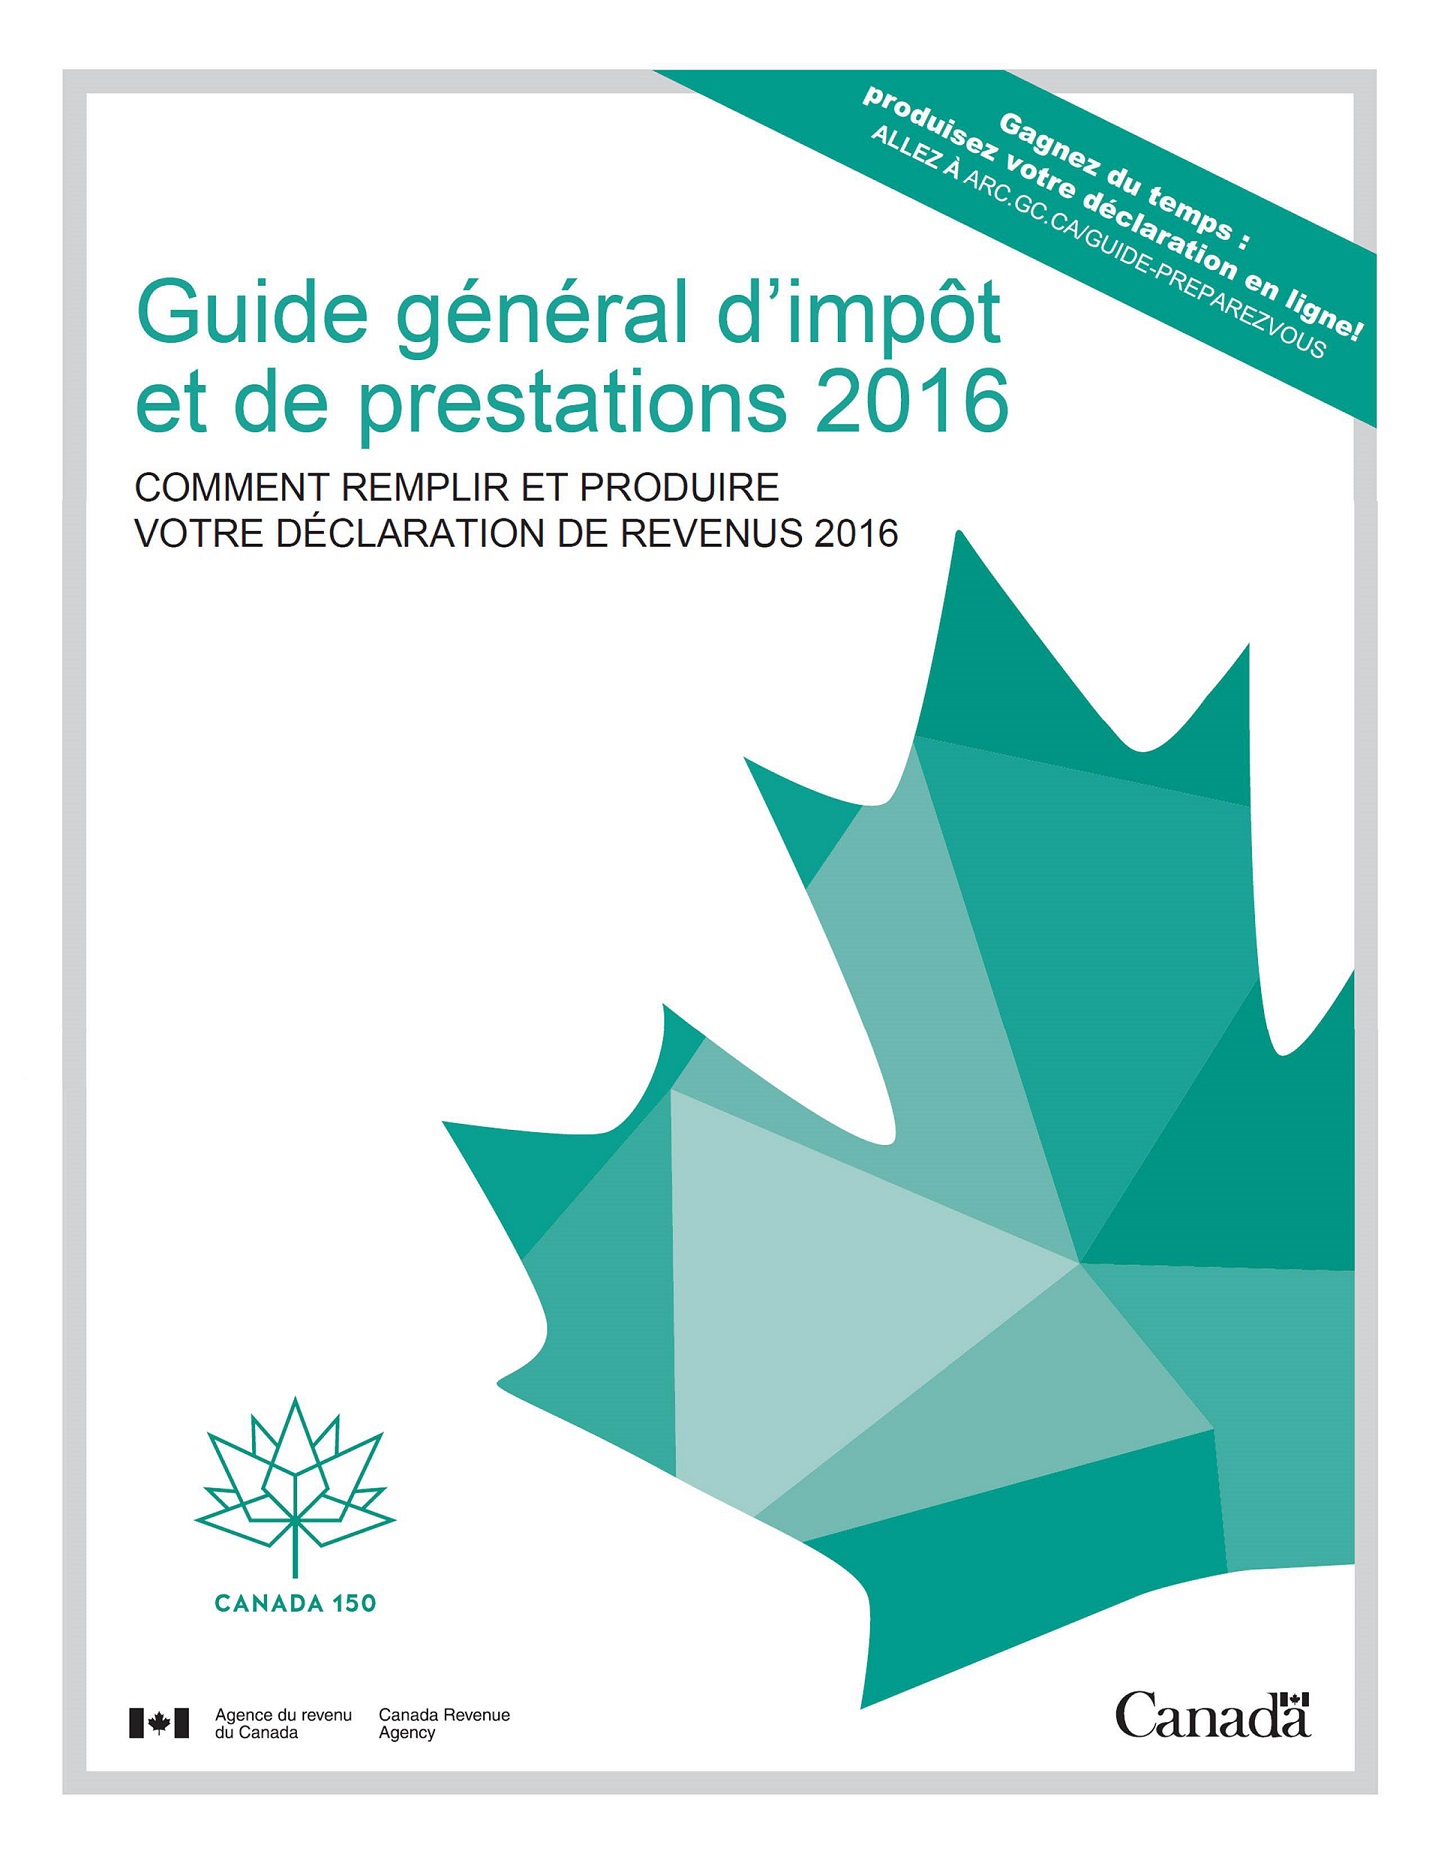 Gagnez du temps :
produisez votre déclaration en ligne!
ALLEZ À ARC.GC.CA/GUIDE-PREPAREZVOUS
Guide général d’impôt
et de prestations 2016
COMMENT REMPLIR ET PRODUIRE
VOTRE DÉCLARATION DE REVENUS 2016
CANADA 150
Agence du revenu
du Canada
Canada Revenue
Agency
Canada